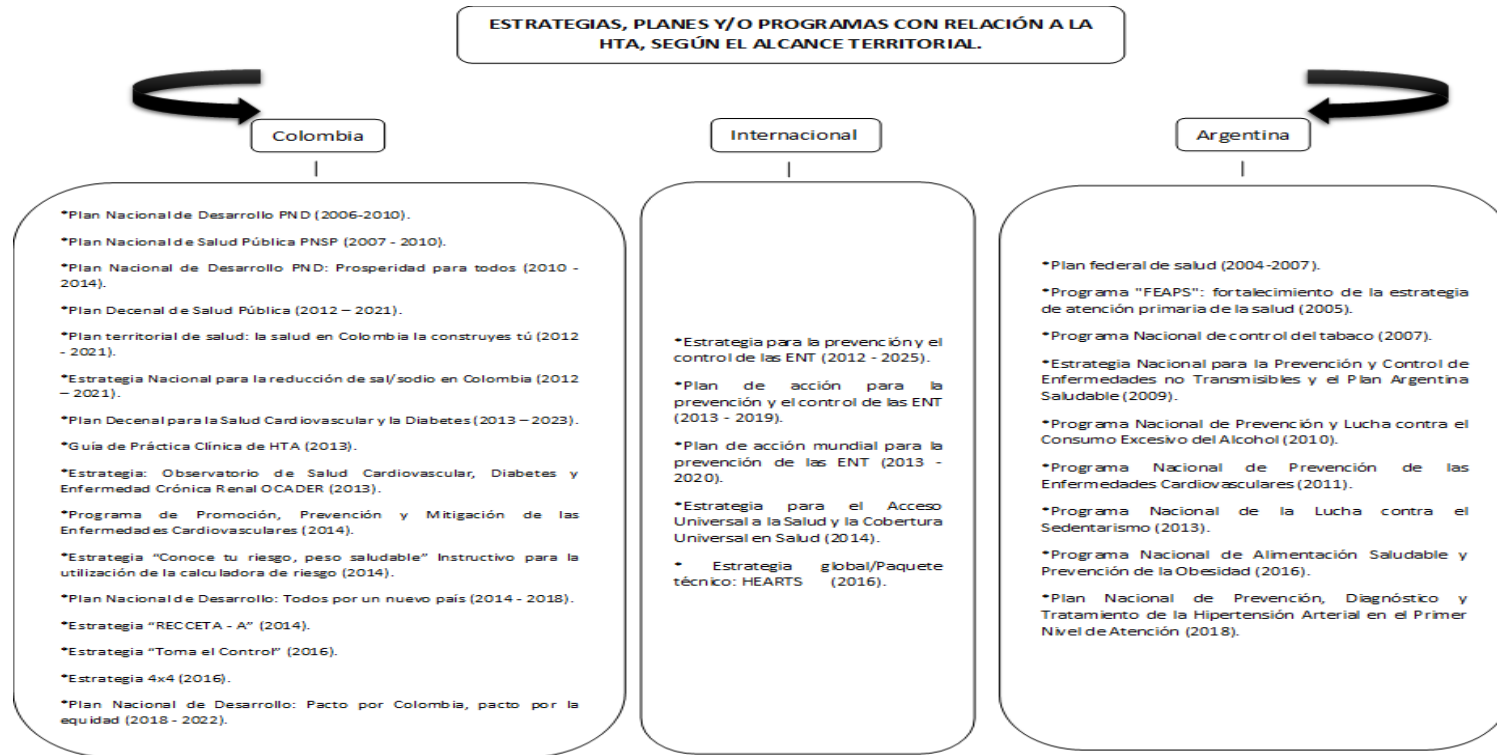 ESTRATEGIAS, PLANES Y/O PROGRAMAS CON RELACIÓN A LA
HTA, SEGÚN EL ALCANCE TERRITORIAL.
Colombia
*Plan Nacional de Desarrollo PND (2006-2010).
*Plan Nacional de Salud Pública PNSP (2007 - 2010).
*Plan Nacional de Desarrollo PND: Prosperidad para todos (2010 -
2014).
*Plan Decenal de Salud Pública (2012 – 2021).
*Plan territorial de salud: la salud en Colombia la construyes tú (2012
- 2021).
*Estrategia Nacional para la reducción de sal/sodio en Colombia (2012
– 2021).
*Plan Decenal para la Salud Cardiovascular y la Diabetes (2013 – 2023).
*Guía de Práctica Clínica de HTA (2013).
*Estrategia: Observatorio de Salud Cardiovascular, Diabetes y
Enfermedad Crónica Renal OCADER (2013).
*Programa de Promoción, Prevención y Mitigación de las
Enfermedades Cardiovasculares (2014).
*Estrategia “Conoce tu riesgo, peso saludable” Instructivo para la
utilización de la calculadora de riesgo (2014).
*Plan Nacional de Desarrollo: Todos por un nuevo país (2014 - 2018).
*Estrategia “RECCETA - A” (2014).
*Estrategia “Toma el Control” (2016).
*Estrategia 4x4 (2016).
*Plan Nacional de Desarrollo: Pacto por Colombia, pacto por la
equidad (2018 - 2022).
Internacional
*Estrategia para la prevención y el
control de las ENT (2012 - 2025).
*Plan de acción para la
prevención y el control de las ENT
(2013 - 2019).
*Plan de acción mundial para la
prevención de las ENT (2013 -
2020).
*Estrategia para el Acceso
Universal a la Salud y la Cobertura
Universal en Salud (2014).
* Estrategia global/Paquete
técnico: HEARTS (2016).
Argentina
*Plan federal de salud (2004-2007).
*Programa "FEAPS": fortalecimiento de la estrategia
de atención primaria de la salud (2005).
*Programa Nacional de control del tabaco (2007).
*Estrategia Nacional para la Prevención y Control de
Enfermedades no Transmisibles y el Plan Argentina
Saludable (2009).
*Programa Nacional de Prevención y Lucha contra el
Consumo Excesivo del Alcohol (2010).
*Programa Nacional de Prevención de las
Enfermedades Cardiovasculares (2011).
*Programa Nacional de la Lucha contra el
Sedentarismo (2013).
*Programa Nacional de Alimentación Saludable y
Prevención de la Obesidad (2016).
*Plan Nacional de Prevención, Diagnóstico y
Tratamiento de la Hipertensión Arterial en el Primer
Nivel de Atención (2018).